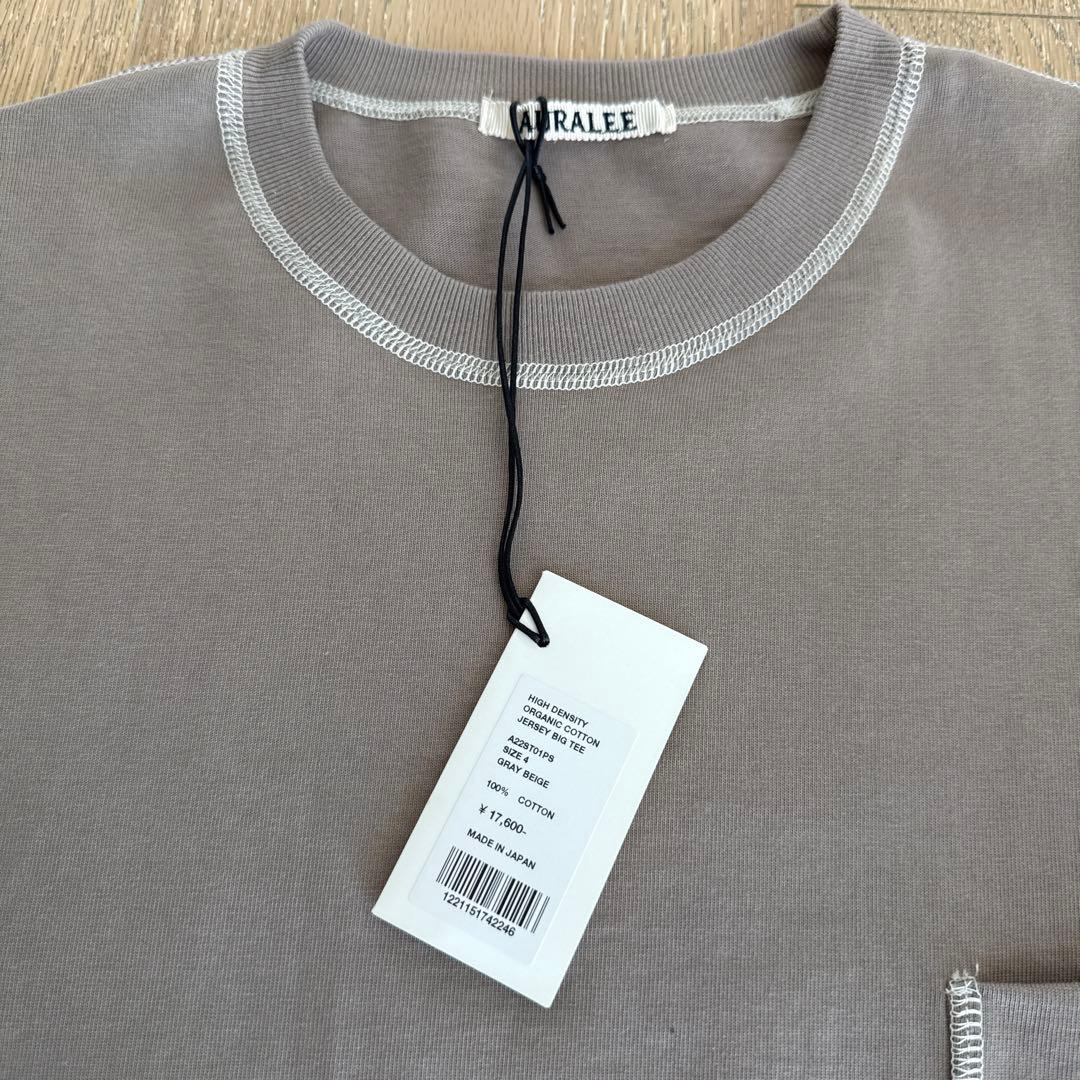 AURALEE
HIGH DENSITY
ORGANIC COTTON
JERSEY BIG TEE
A22ST01PS
SIZE 4
GRAY BEIGE
100% COTTON
¥ 17,600-
MADE IN JAPAN
1221151742246